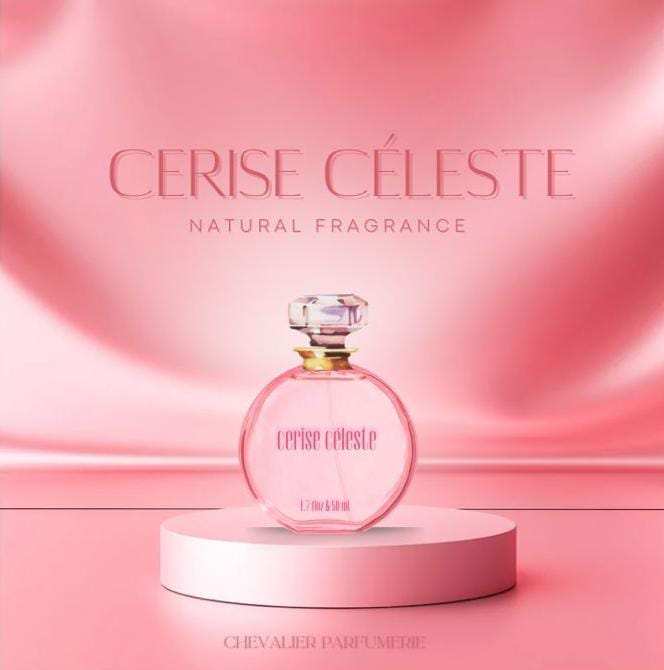 CERISE CÉLESTE
NATURAL FRAGRANCE
cerise céleste
1.7 floz & 50 ml
CHEVALIER PARFUMERIE